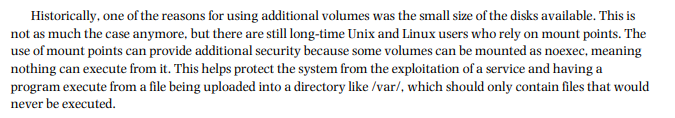 Historically, one of the reasons for using additional volumes was the small size of the disks available. This is
not as much the case anymore, but there are still long-time Unix and Linux users who rely on mount points. The
use of mount points can provide additional security because some volumes can be mounted as noexec, meaning
nothing can execute from it. This helps protect the system from the exploitation of a service and having a
program execute from a file being uploaded into a directory like /var/, which should only contain files that would
never be executed.